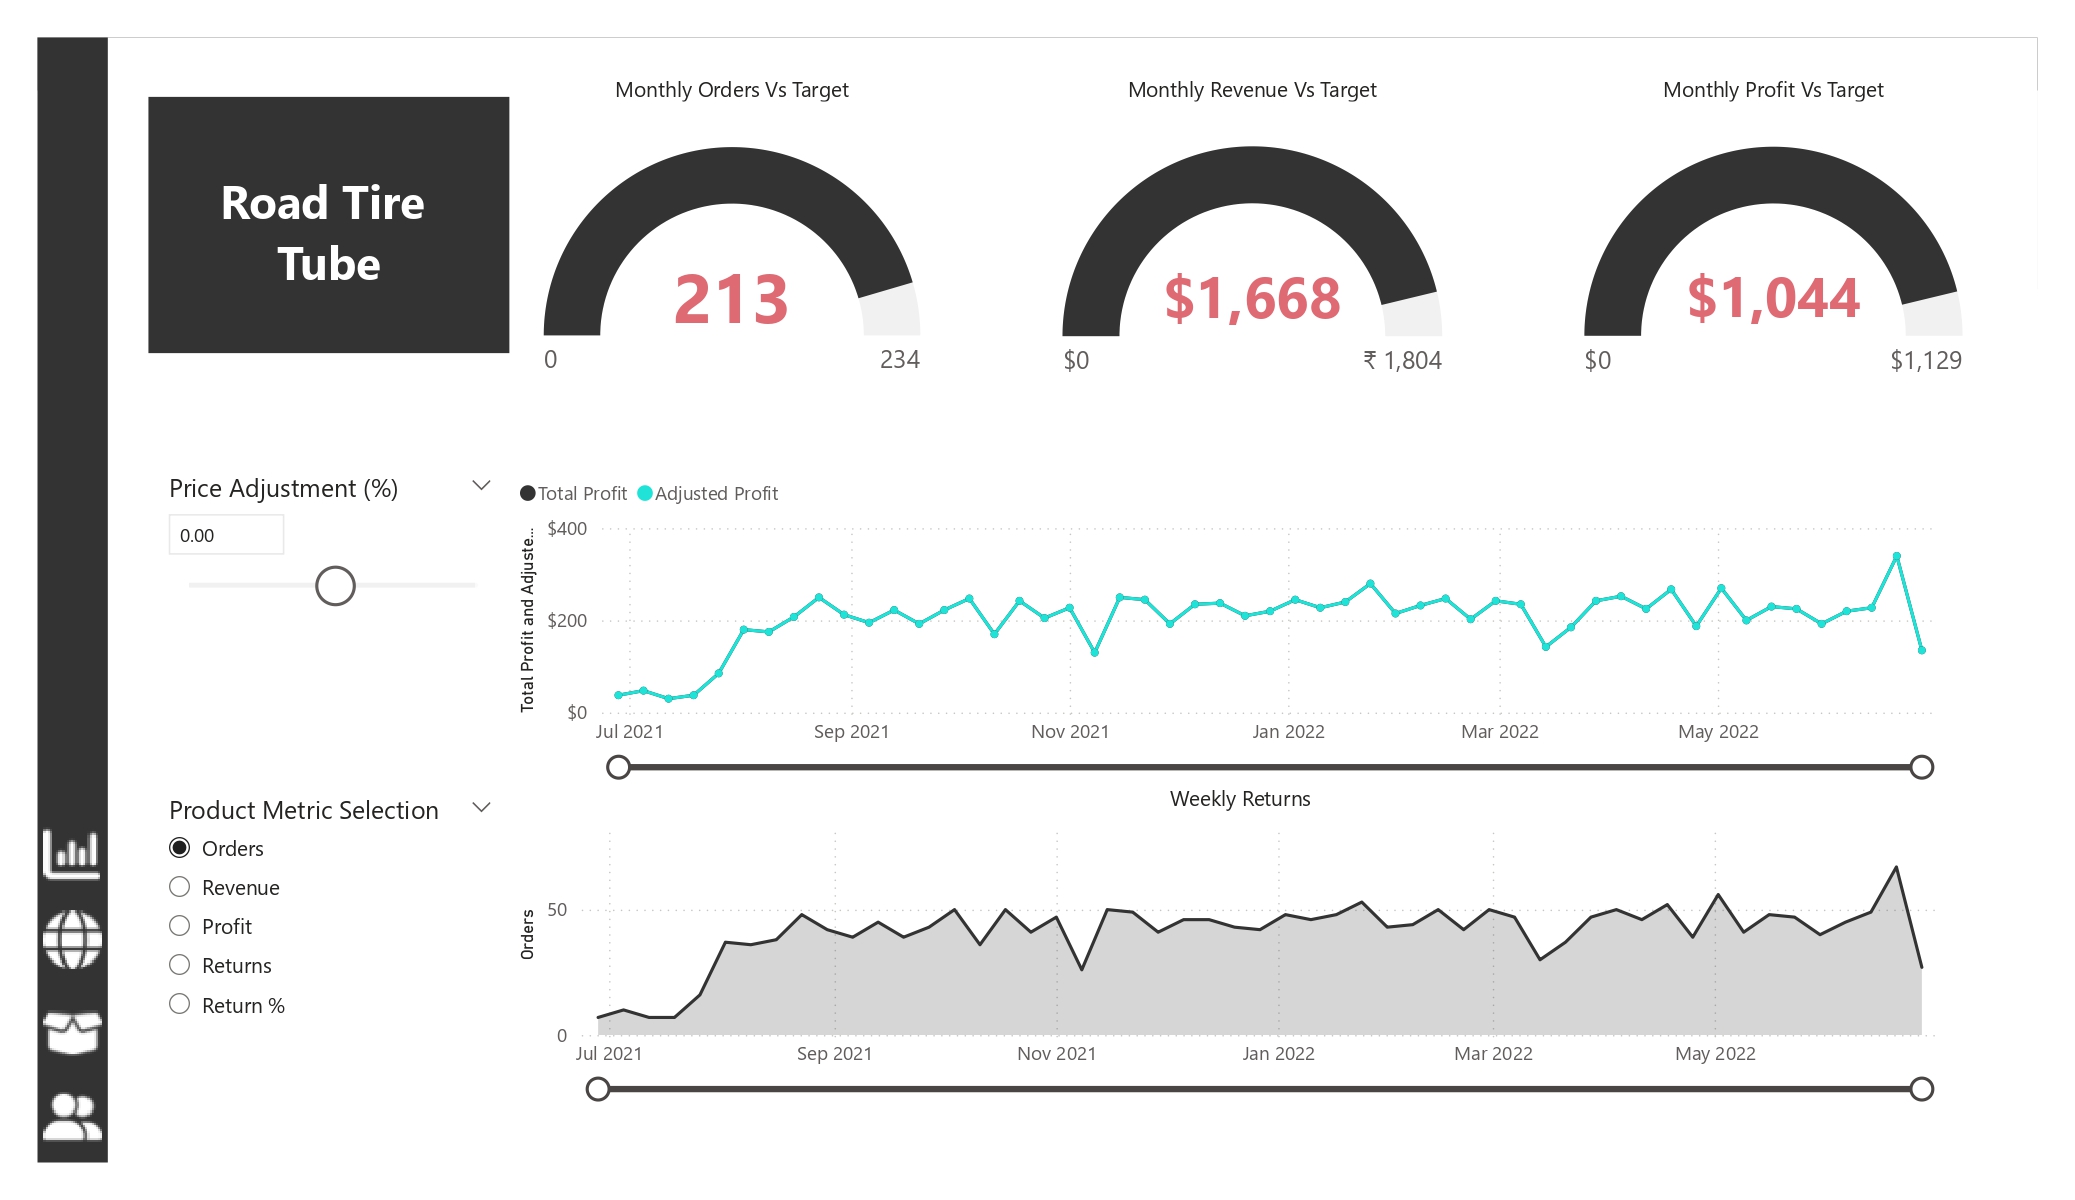 Road Tire
Tube
Monthly Orders Vs Target
213
0
234
Monthly Revenue Vs Target
$1,668
$0
₹ 1,804
Monthly Profit Vs Target
$1,044
$0
$1,129
Price Adjustment (%)
0.00
Total Profit
Adjusted Profit
Total Profit and Adjuste...
$400
$200
$0
Jul 2021
Sep 2021
Nov 2021
Jan 2022
Mar 2022
May 2022
Product Metric Selection
Orders
Revenue
Profit
Returns
Return %
Weekly Returns
Orders
50
0
Jul 2021
Sep 2021
Nov 2021
Jan 2022
Mar 2022
May 2022